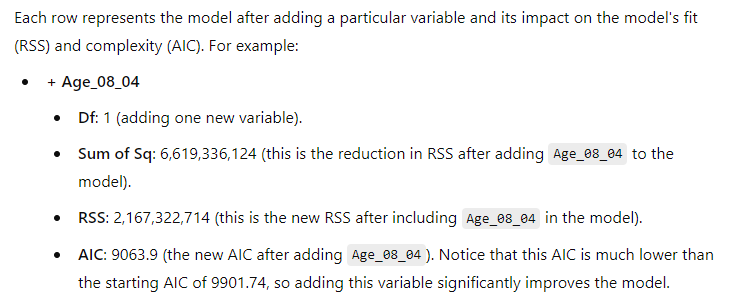 Each row represents the model after adding a particular variable and its impact on the model's fit
(RSS) and complexity (AIC). For example:
• + Age_08_04
• Df: 1 (adding one new variable).
• Sum of Sq: 6,619,336,124 (this is the reduction in RSS after adding Age_08_04 to the
model).
• RSS: 2,167,322,714 (this is the new RSS after including Age_08_04 in the model).
• AIC: 9063.9 (the new AIC after adding Age_08_04 ). Notice that this AIC is much lower than
the starting AIC of 9901.74, so adding this variable significantly improves the model.